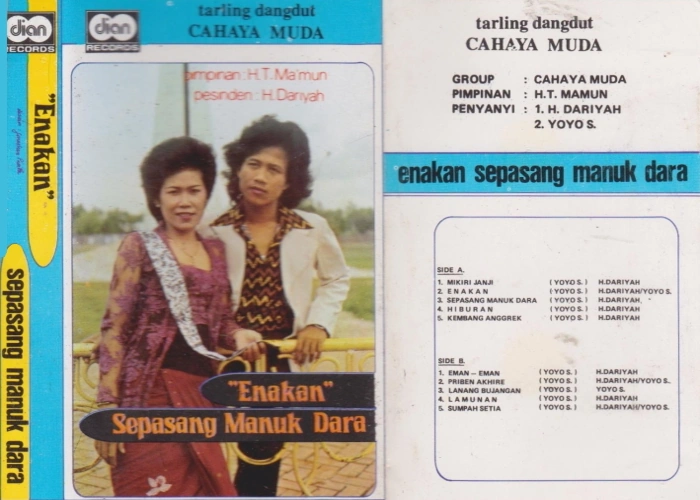 dian
RECORDS
"Enakan"
sepasang manuk dara
dian
RECORDS
tarling dangdut
CAHAYA MUDA
pimpinan : H.T. Ma'mun
pesinden : H.Dariyah
"Enakan"
Sepasang Manuk Dara
tarling dangdut
CAHAYA MUDA
GROUP : CAHAYA MUDA
PIMPINAN : H.T. MAMUN
PENYANYI : 1. H. DARIYAH
2. YOYO S.
enakan sepasang manuk dara
SIDE A.
1. MIKIRI JANJI ( YOYO S. ) H.DARIYAH
2. E N A K A N ( YOYO S. ) H.DARIYAH/YOYO S.
3. SEPASANG MANUK DARA ( YOYO S. ) H.DARIYAH
4. H I B U R A N ( YOYO S. ) H.DARIYAH
5. KEMBANG ANGGREK ( YOYO S. ) H.DARIYAH
SIDE B.
1. EMAN – EMAN ( YOYO S. ) H.DARIYAH
2. PRIBEN AKHIRE ( YOYO S. ) H.DARIYAH/YOYO S.
3. LANANG BUJANGAN ( YOYO S. ) YOYO S.
4. L A M U N A N ( YOYO S. ) H.DARIYAH
5. SUMPAH SETIA ( YOYO S. ) H.DARIYAH/YOYO S.